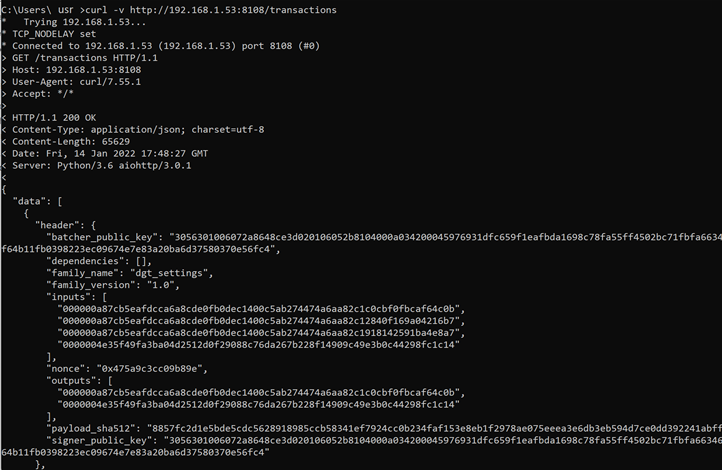 C:\Users\ usr >curl -v http://192.168.1.53:8108/transactions
*   Trying 192.168.1.53...
* TCP_NODELAY set
* Connected to 192.168.1.53 (192.168.1.53) port 8108 (#0)
> GET /transactions HTTP/1.1
> Host: 192.168.1.53:8108
> User-Agent: curl/7.55.1
> Accept: */*
>
< HTTP/1.1 200 OK
< Content-Type: application/json; charset=utf-8
< Content-Length: 65629
< Date: Fri, 14 Jan 2022 17:48:27 GMT
< Server: Python/3.6 aiohttp/3.0.1
<
{
  "data": [
    {
      "header": {
        "batcher_public_key": "3056301006072a8648ce3d020106052b8104000a034200045976931dfc659f1eafbda1698c78fa55ff4502bc71fbfa6634
f64b11fb0398223ec09674e7e83a20ba6d37580370e56fc4",
        "dependencies": [],
        "family_name": "dgt_settings",
        "family_version": "1.0",
        "inputs": [
          "000000a87cb5eafdcca6a8cde0fb0dec1400c5ab274474a6aa82c1c0cbf0fbcaf64c0b",
          "000000a87cb5eafdcca6a8cde0fb0dec1400c5ab274474a6aa82c12840f169a04216b7",
          "000000a87cb5eafdcca6a8cde0fb0dec1400c5ab274474a6aa82c1918142591ba4e8a7",
          "0000004e35f49fa3ba04d2512d0f29088c76da267b228f14909c49e3b0c44298fc1c14"
        ],
        "nonce": "0x475a9c3cc09b89e",
        "outputs": [
          "000000a87cb5eafdcca6a8cde0fb0dec1400c5ab274474a6aa82c1c0cbf0fbcaf64c0b",
          "0000004e35f49fa3ba04d2512d0f29088c76da267b228f14909c49e3b0c44298fc1c14"
        ],
        "payload_sha512": "8857fc2d1e5bde5cdc5628918985ccb58341ef7924cc0b234faf153e8eb1f2978ae075eeea3e6db3eb594d7ce0dd392241abff
        "signer_public_key": "3056301006072a8648ce3d020106052b8104000a034200045976931dfc659f1eafbda1698c78fa55ff4502bc71fbfa66346
64b11fb0398223ec09674e7e83a20ba6d37580370e56fc4"
      },